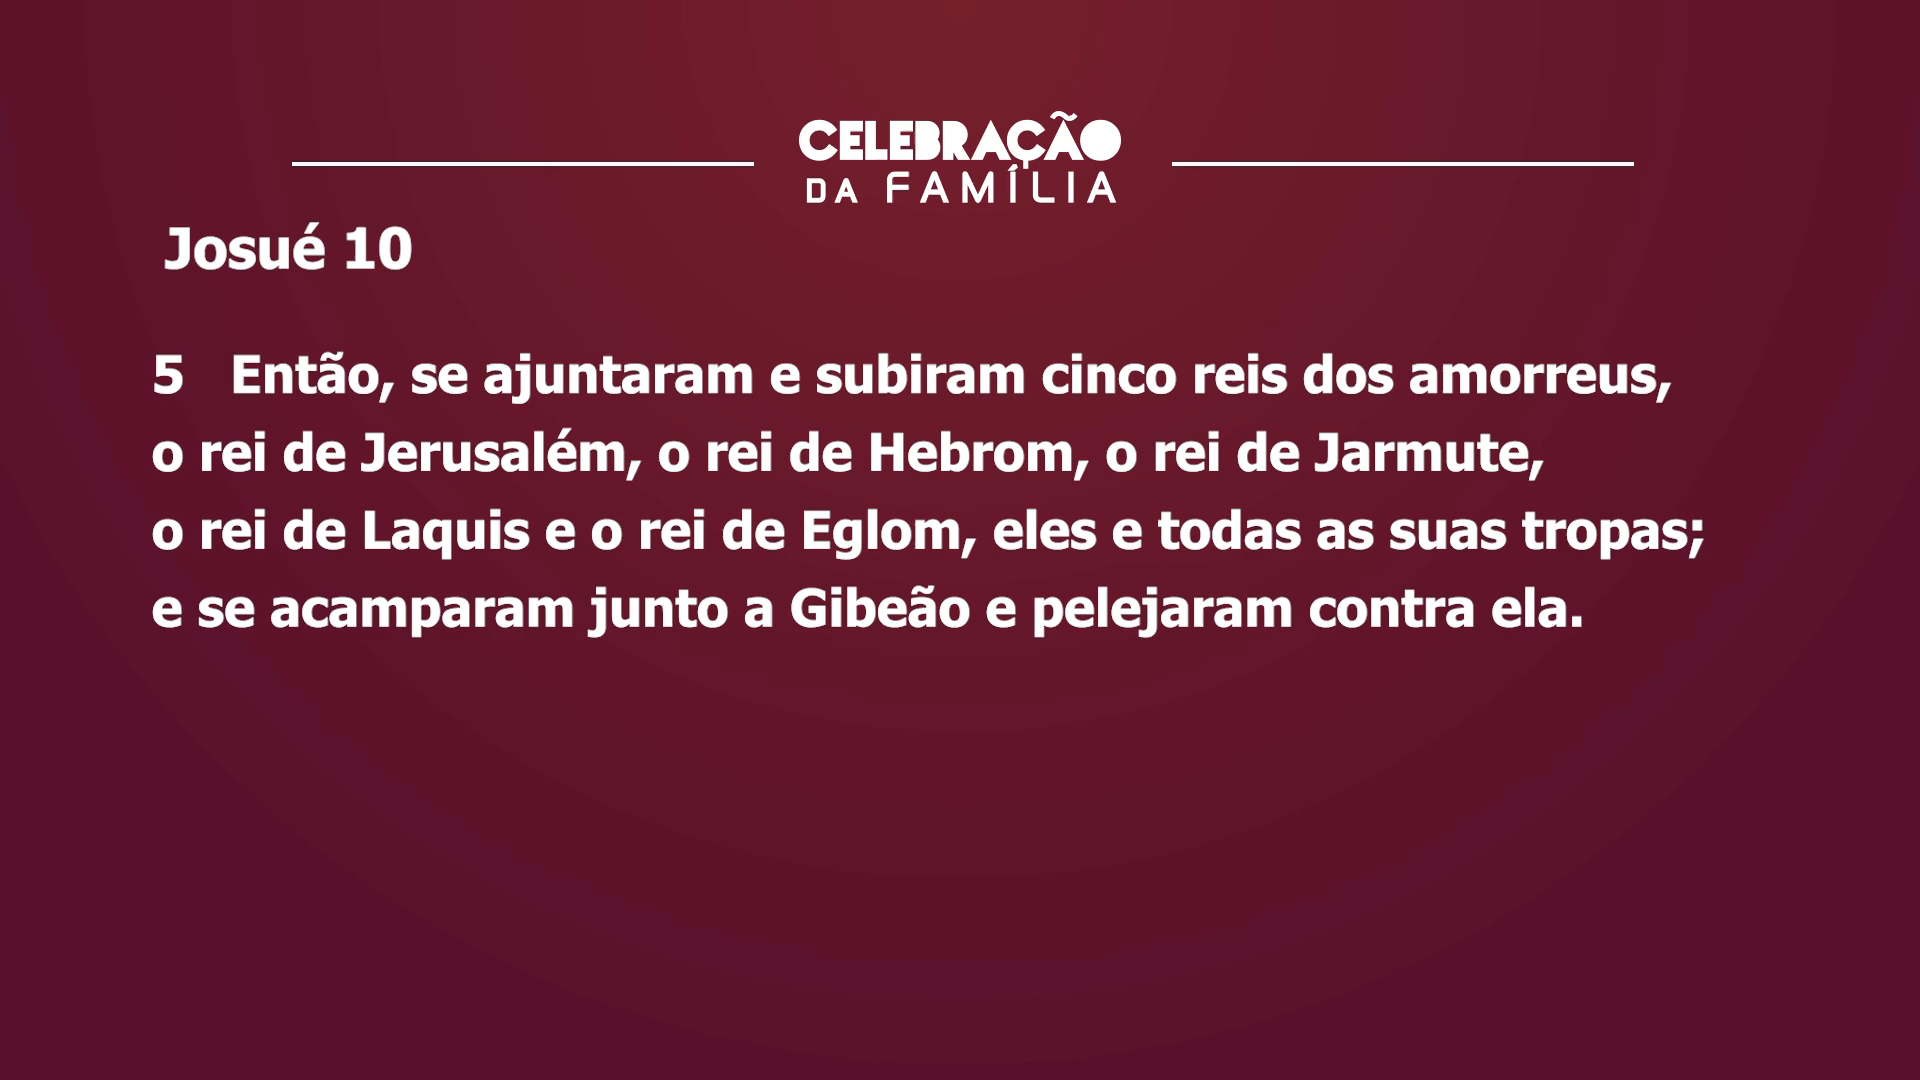 CELEBRAÇÃO
DA FAMÍLIA
Josué 10
5 Então, se ajuntaram e subiram cinco reis dos amorreus,
o rei de Jerusalém, o rei de Hebrom, o rei de Jarmute,
o rei de Laquis e o rei de Eglom, eles e todas as suas tropas;
e se acamparam junto a Gibeão e pelejaram contra ela.